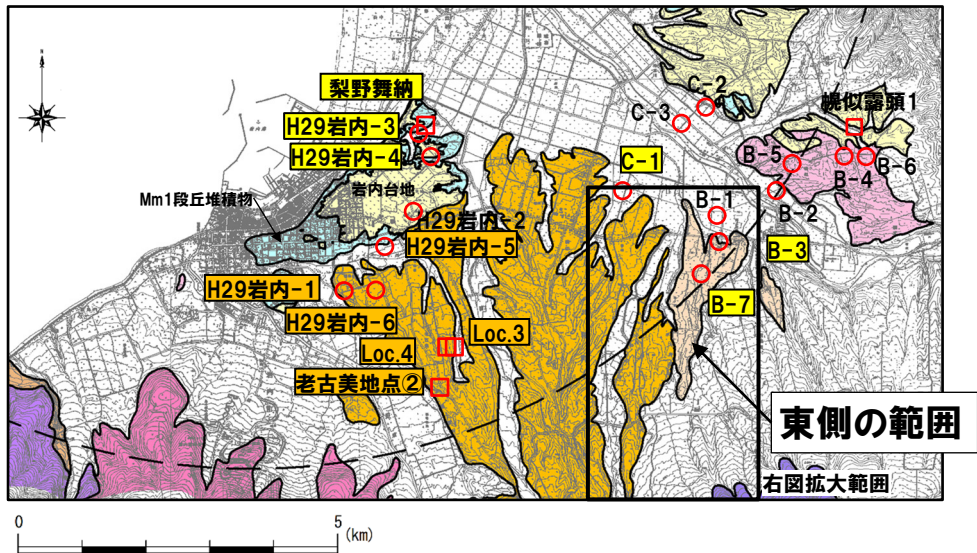 N
梨野舞納
H29岩内-3
H29岩内-4
岩内台地
Mm1段丘堆積物
H29岩内-2
H29岩内-5
H29岩内-1
H29岩内-6
Loc.3
Loc.4
老古美地点②
C-2
C-3
C-1
幌似露頭1
B-5
B-4
B-6
B-2
B-1
B-3
B-7
東側の範囲
右図拡大範囲
0
5
(km)